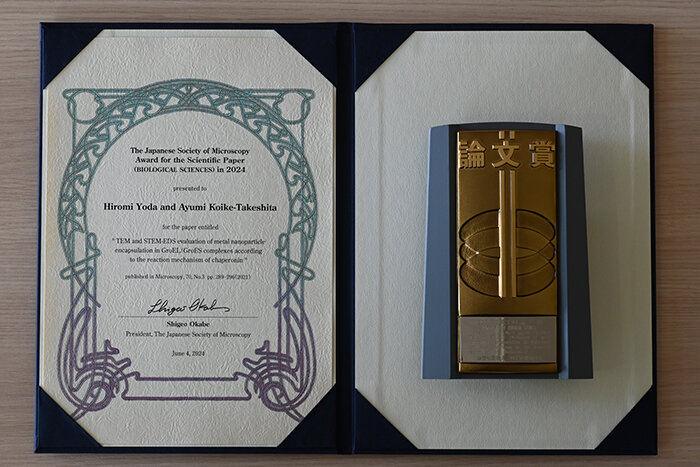 The Japanese Society of Microscopy
Award for the Scientific Paper
(BIOLOGICAL SCIENCES) in 2024
presented to
Hiromi Yoda and Ayumi Koike-Takeshita
for the paper entitled
" TEM and STEM-EDS evaluation of metal nanoparticle
encapsulation in GroEL/GroES complexes according
to the reaction mechanism of chaperonin "
published in Microscopy, 70, No.3 pp. 289-296(2021)
Shigeo Okabe
Shigeo Okabe
President, The Japanese Society of Microscopy
June 4, 2024
論文賞